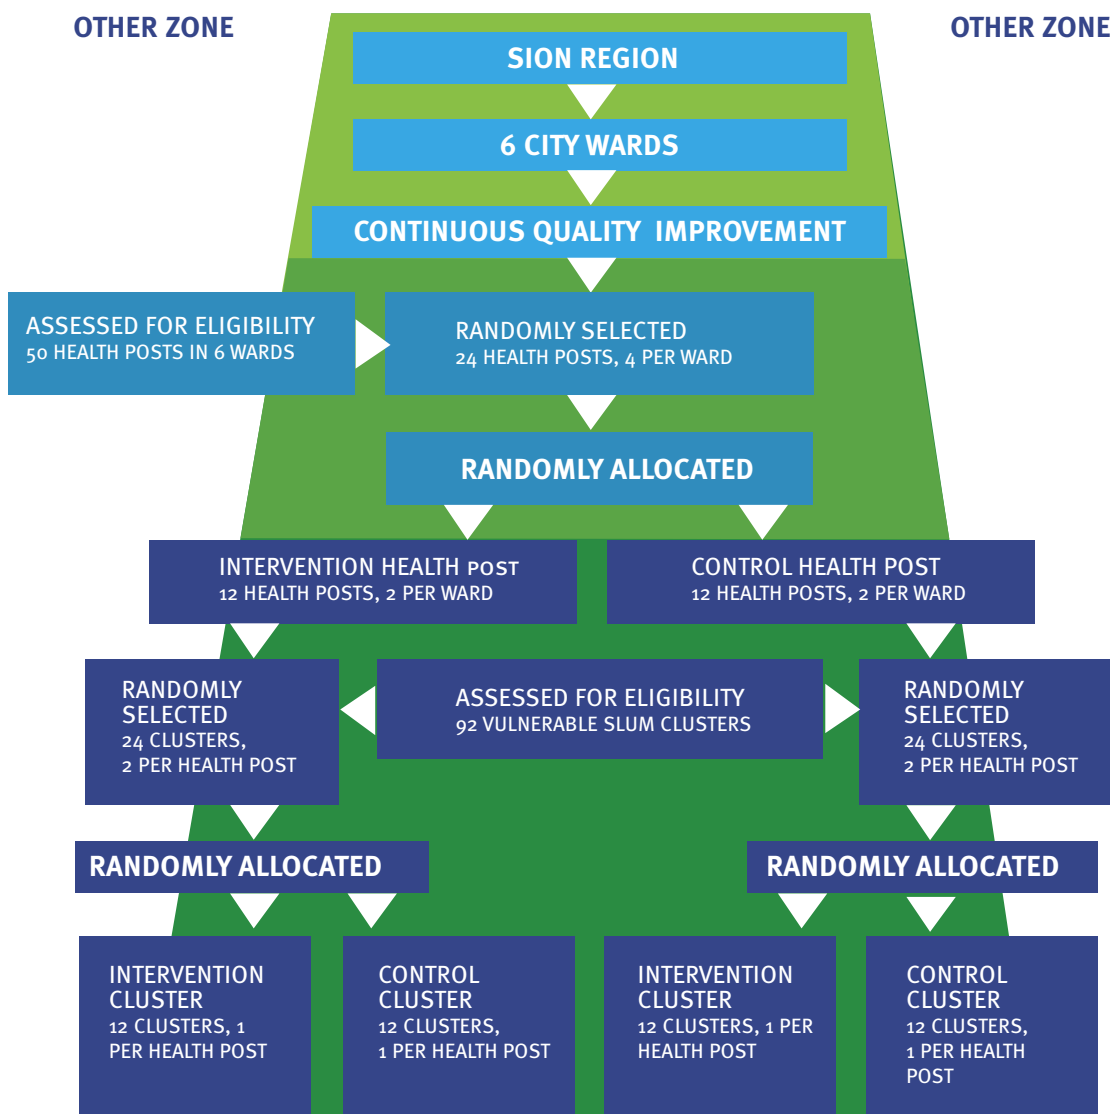 OTHER ZONE
OTHER ZONE
SION REGION
6 CITY WARDS
CONTINUOUS QUALITY IMPROVEMENT
ASSESSED FOR ELIGIBILITY
50 HEALTH POSTS IN 6 WARDS
RANDOMLY SELECTED
24 HEALTH POSTS, 4 PER WARD
RANDOMLY ALLOCATED
INTERVENTION HEALTH POST
12 HEALTH POSTS, 2 PER WARD
CONTROL HEALTH POST
12 HEALTH POSTS, 2 PER WARD
RANDOMLY
SELECTED
24 CLUSTERS,
2 PER HEALTH POST
ASSESSED FOR ELIGIBILITY
92 VULNERABLE SLUM CLUSTERS
RANDOMLY
SELECTED
24 CLUSTERS,
2 PER HEALTH POST
RANDOMLY ALLOCATED
RANDOMLY ALLOCATED
INTERVENTION
CLUSTER
12 CLUSTERS, 1
PER HEALTH POST
CONTROL
CLUSTER
12 CLUSTERS,
1 PER HEALTH POST
INTERVENTION
CLUSTER
12 CLUSTERS, 1 PER
HEALTH POST
CONTROL
CLUSTER
12 CLUSTERS,
1 PER HEALTH
POST